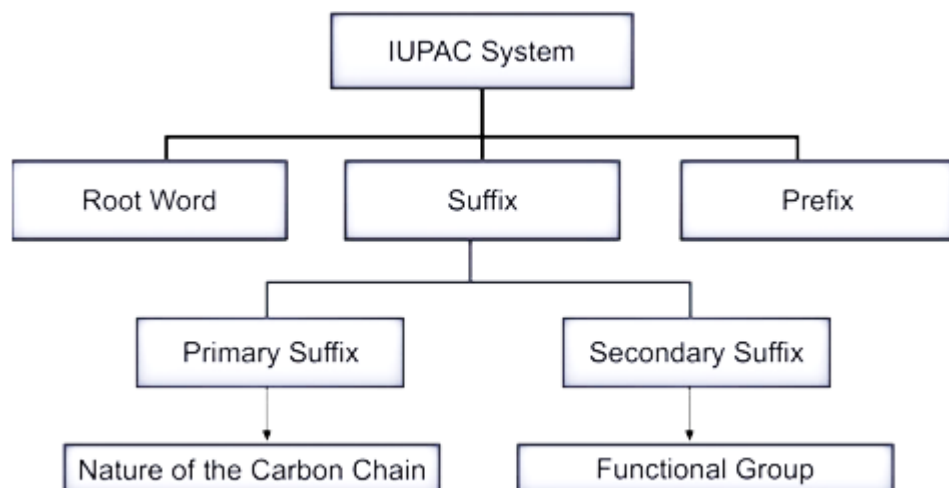 IUPAC System
Root Word
Suffix
Prefix
Primary Suffix
Secondary Suffix
Nature of the Carbon Chain
Functional Group